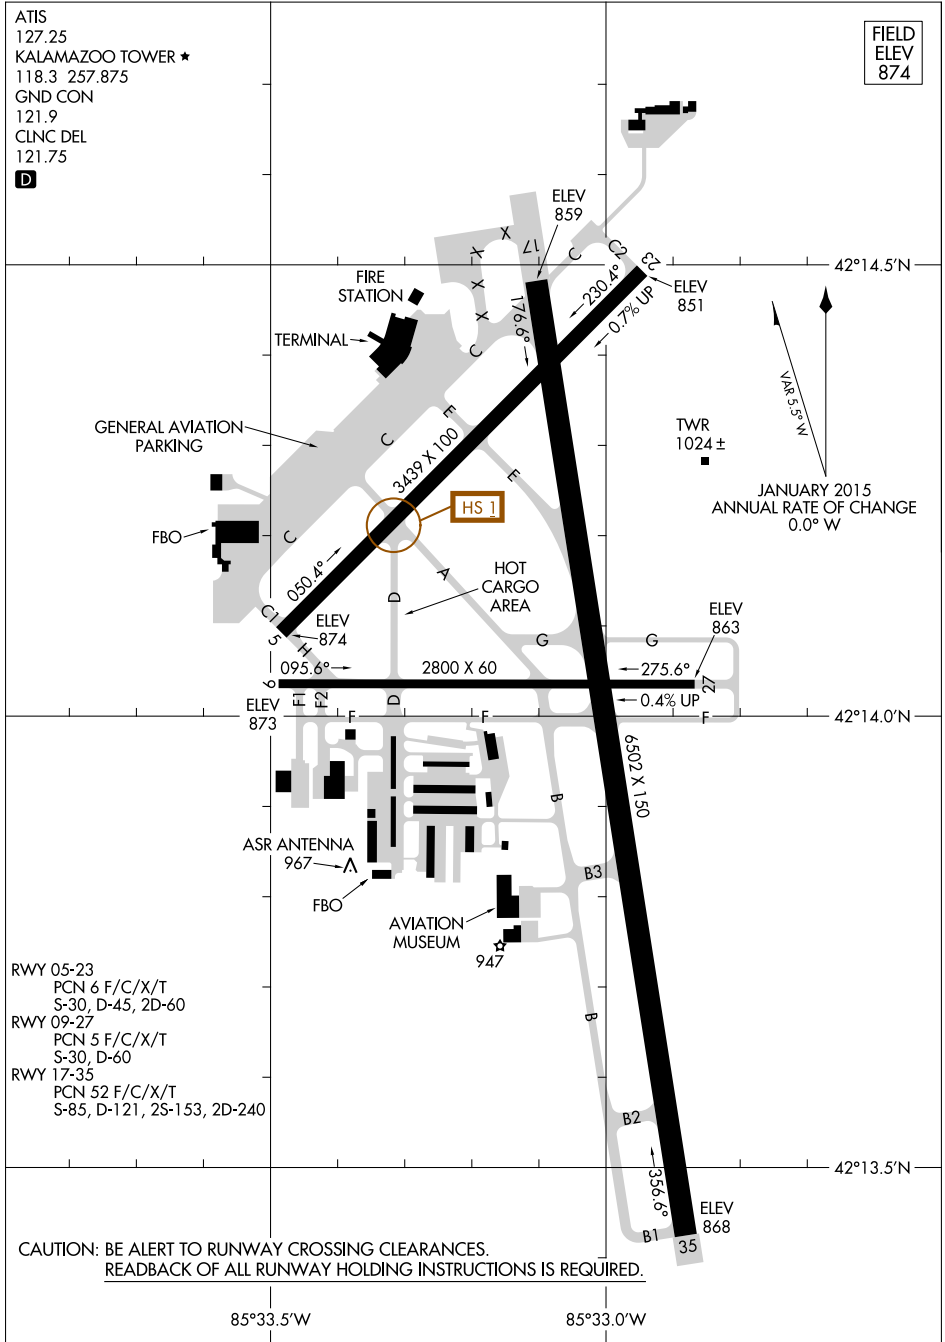 ATIS
127.25
KALAMAZOO TOWER ★
118.3 257.875
GND CON
121.9
CLNC DEL
121.75
D
FIELD
ELEV
874
ELEV
859
X
17
X
C
C2
23
42°14.5'N
FIRE
STATION
X
X
176.6°
230.4°
0.7% UP
ELEV
851
TERMINAL
C
VAR 5.5° W
GENERAL AVIATION
PARKING
C
E
3439 X 100
E
TWR
1024 ±
JANUARY 2015
ANNUAL RATE OF CHANGE
0.0° W
HS 1
FBO
C
050.4°
A
HOT
CARGO
AREA
D
C1
5
ELEV
874
H
G
G
ELEV
863
6
095.6°
2800 X 60
275.6°
27
0.4% UP
ELEV
873
F1
F2
D
F
F
F
42°14.0'N
6502 X 150
B
ASR ANTENNA
967
FBO
B3
AVIATION
MUSEUM
947
RWY 05-23
PCN 6 F/C/X/T
S-30, D-45, 2D-60
RWY 09-27
PCN 5 F/C/X/T
S-30, D-60
RWY 17-35
PCN 52 F/C/X/T
S-85, D-121, 2S-153, 2D-240
B
B2
42°13.5'N
356.6°
B1
35
ELEV
868
CAUTION: BE ALERT TO RUNWAY CROSSING CLEARANCES.
READBACK OF ALL RUNWAY HOLDING INSTRUCTIONS IS REQUIRED.
85°33.5'W
85°33.0'W